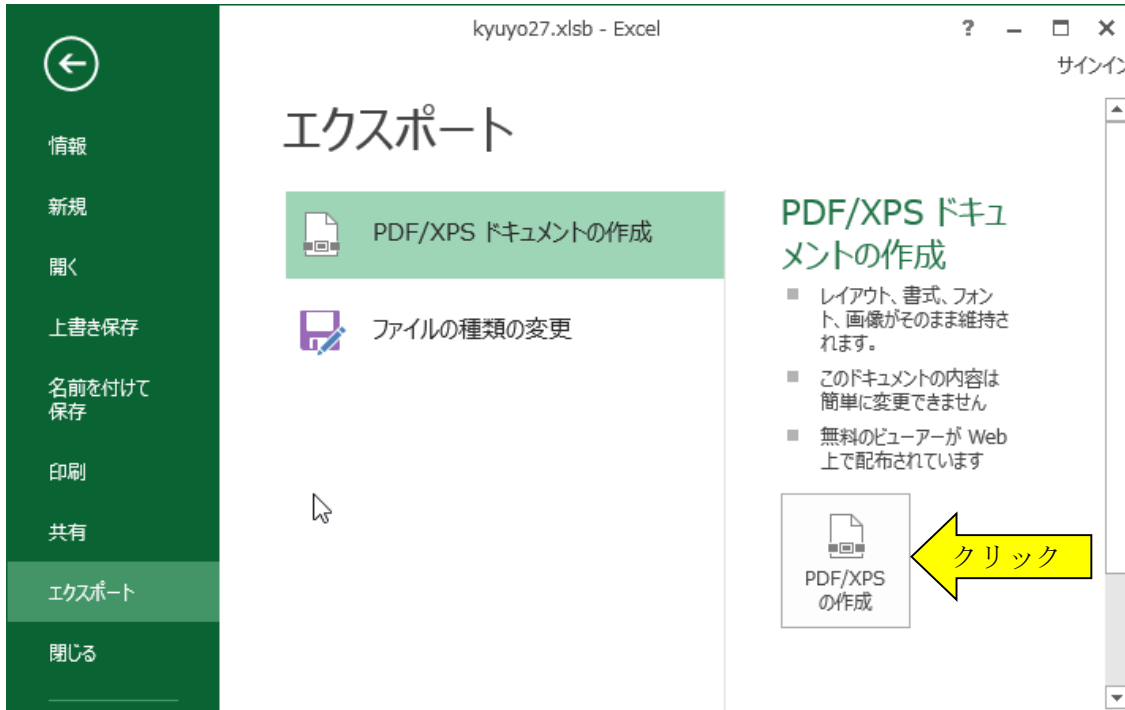 kyuyo27.xlsb - Excel
?
サインイン
エクスポート
情報
新規
開く
上書き保存
名前を付けて
保存
印刷
共有
エクスポート
閉じる
PDF/XPS ドキュメントの作成
ファイルの種類の変更
PDF/XPS ドキュ
メントの作成
レイアウト、書式、フォン
ト、画像がそのまま維持さ
れます。
このドキュメントの内容は
簡単に変更できません
無料のビューアーが Web
上で配布されています
PDF/XPS
の作成
クリック